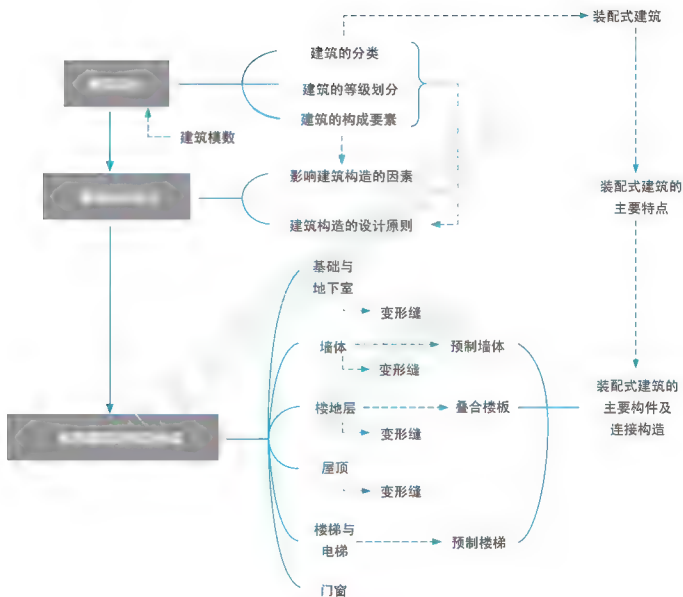 装配式建筑
建筑的分类
建筑的等级划分
建筑的构成要素
建筑模数
影响建筑构造的因素
装配式建筑的
主要特点
建筑构造的设计原则
基础与
地下室
变形缝
墙体
预制墙体
变形缝
装配式建筑的
主要构件及
连接构造
楼地层
叠合楼板
变形缝
屋顶
变形缝
楼梯与
电梯
预制楼梯
门窗